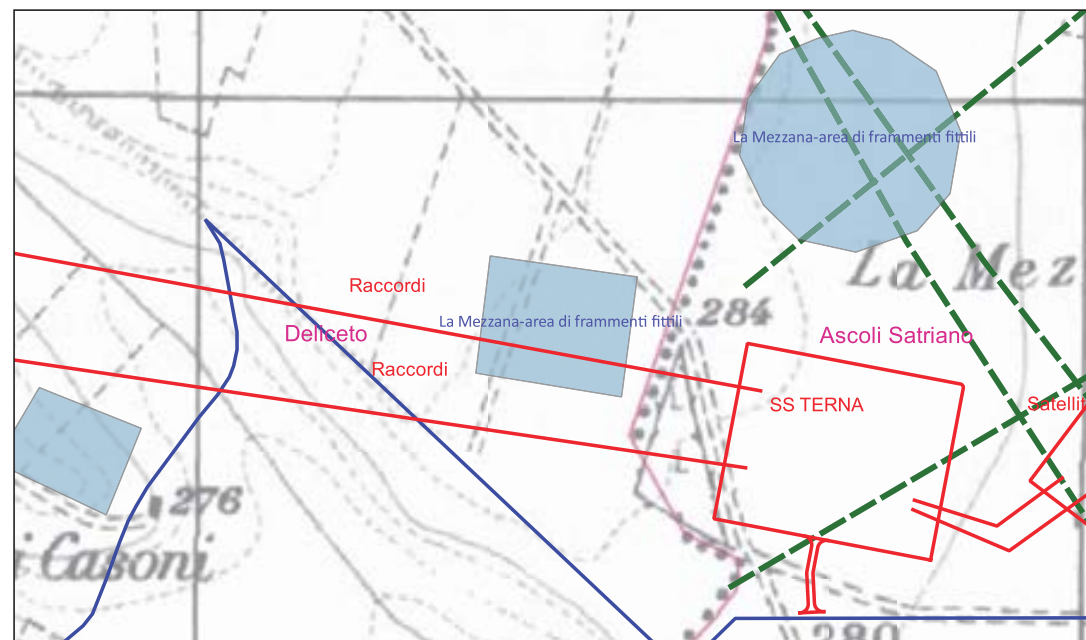 La Mezzana-area di frammenti fittili
La Mez
Raccordi
La Mezzana-area di frammenti fittili
284
Deliceto
Ascoli Satriano
Raccordi
SS TERNA
Satellit
276
i Casoni
280